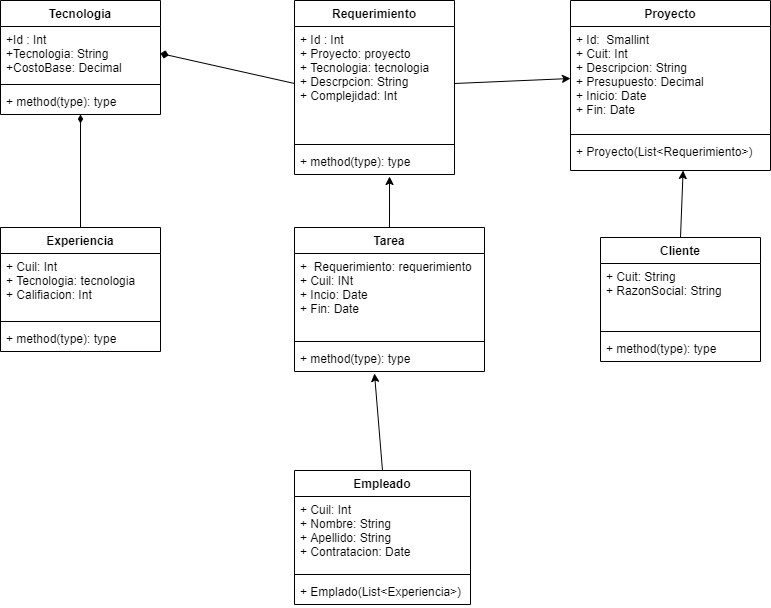 Tecnologia
+Id : Int
+Tecnologia: String
+CostoBase: Decimal
+ method(type): type
Requerimiento
+ Id : Int
+ Proyecto: proyecto
+ Tecnologia: tecnologia
+ Descrpcion: String
+ Complejidad: Int
+ method(type): type
Proyecto
+ Id:  Smallint
+ Cuit: Int
+ Descripcion: String
+ Presupuesto: Decimal
+ Inicio: Date
+ Fin: Date
+ Proyecto(List<Requerimiento>)
Experiencia
+ Cuil: Int
+ Tecnologia: tecnologia
+ Califiacion: Int
+ method(type): type
Tarea
+  Requerimiento: requerimiento
+ Cuil: INt
+ Incio: Date
+ Fin: Date
+ method(type): type
Cliente
+ Cuit: String
+ RazonSocial: String
+ method(type): type
Empleado
+ Cuil: Int
+ Nombre: String
+ Apellido: String
+ Contratacion: Date
+ Emplado(List<Experiencia>)